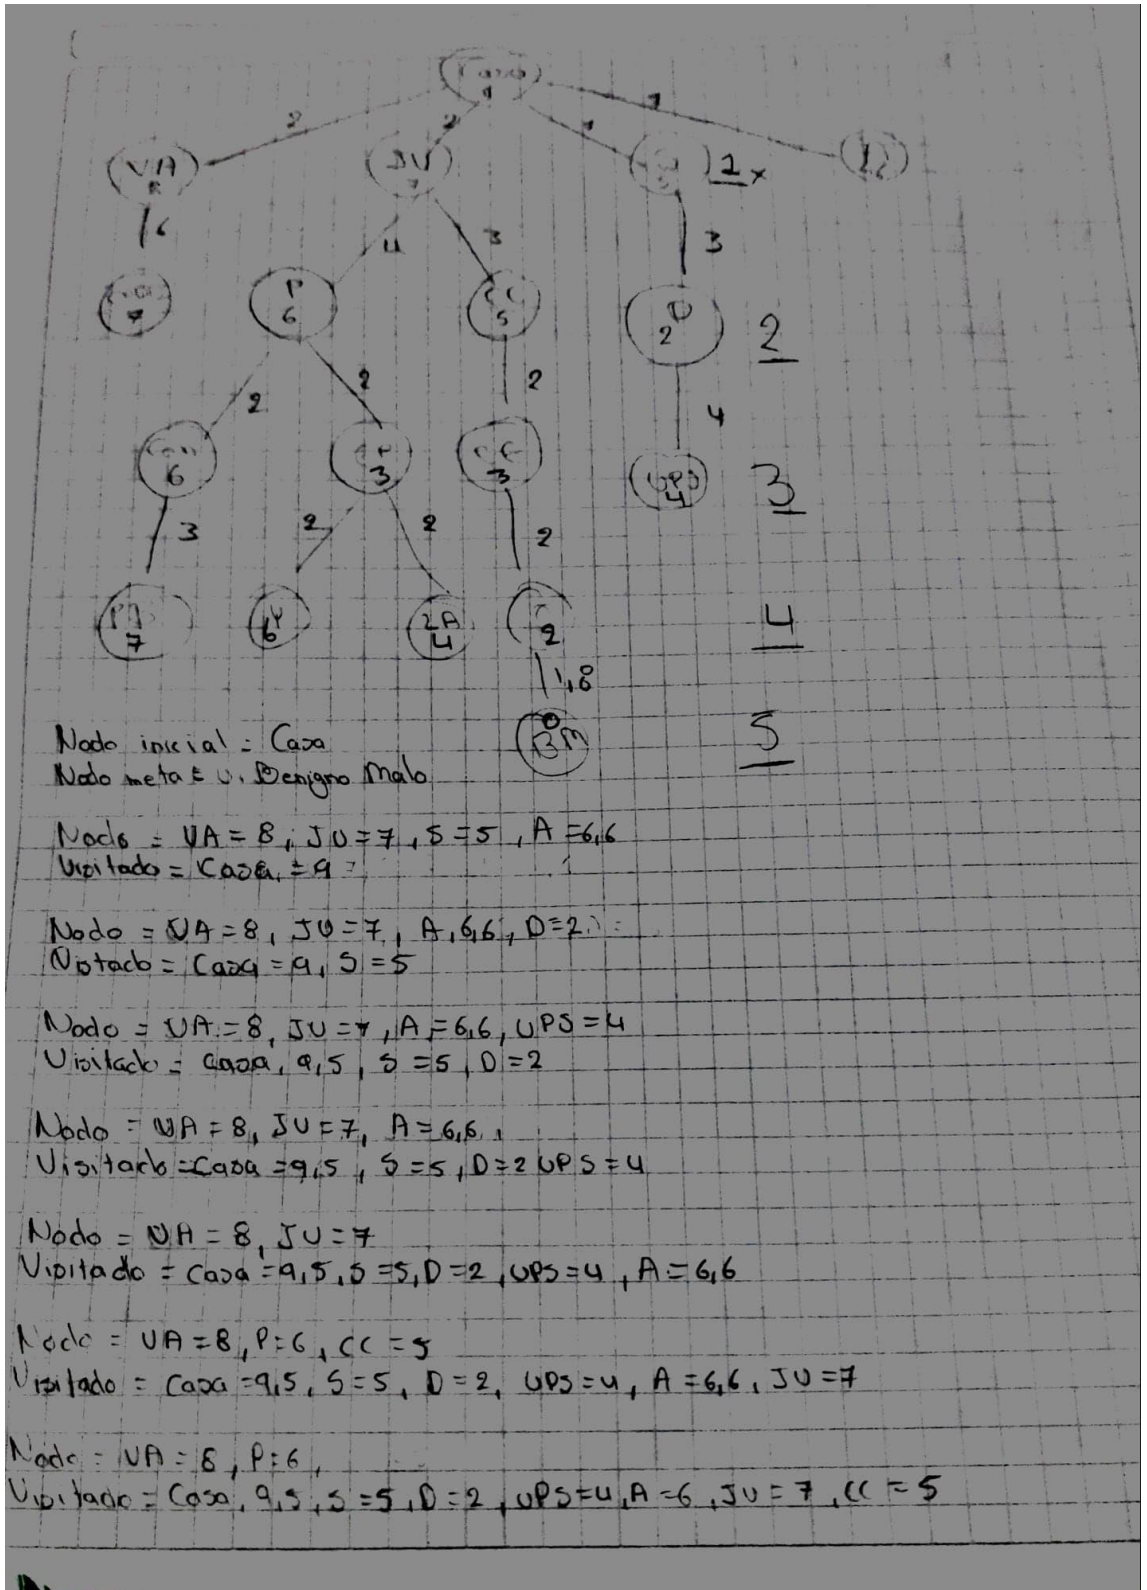 Casa
9
2 2 1 1
VA
8
JU
7
1 x
6 4 3 3
7
P
6
CC
5
D
2
2
2 2 2 4
Con
6
3
3
UPS
4
3
3 2 2 2
7
Y
6
ZA
4
2
4
1,8
0
BM
5
Nodo inicial = Casa
Nodo meta = U. Benigno Malo
Nodo = VA = 8, JU = 7, S = 5, A = 6,6
Visitado = Casa, = 9
Nodo = VA = 8, JU = 7, A, 6,6, D = 2
Vistado = Casa = 9, S = 5
Nodo = VA = 8, JU = 7, A = 6,6, UPS = 4
Visitado = Casa, 9,5, S = 5, D = 2
Nodo = VA = 8, JU = 7, A = 6,6,
Visitado = Casa = 9,5, S = 5, D = 2 UPS = 4
Nodo = VA = 8, JU = 7
Visitado = Casa = 9,5, S = 5, D = 2, UPS = 4, A = 6,6
Nodo = VA = 8, P = 6, CC = 5
Visitado = Casa = 9,5, S = 5, D = 2, UPS = 4, A = 6,6, JU = 7
Nodo = VA = 8, P = 6,
Visitado = Casa, 9,5, S = 5, D = 2, UPS = 4, A = 6, JU = 7, CC = 5